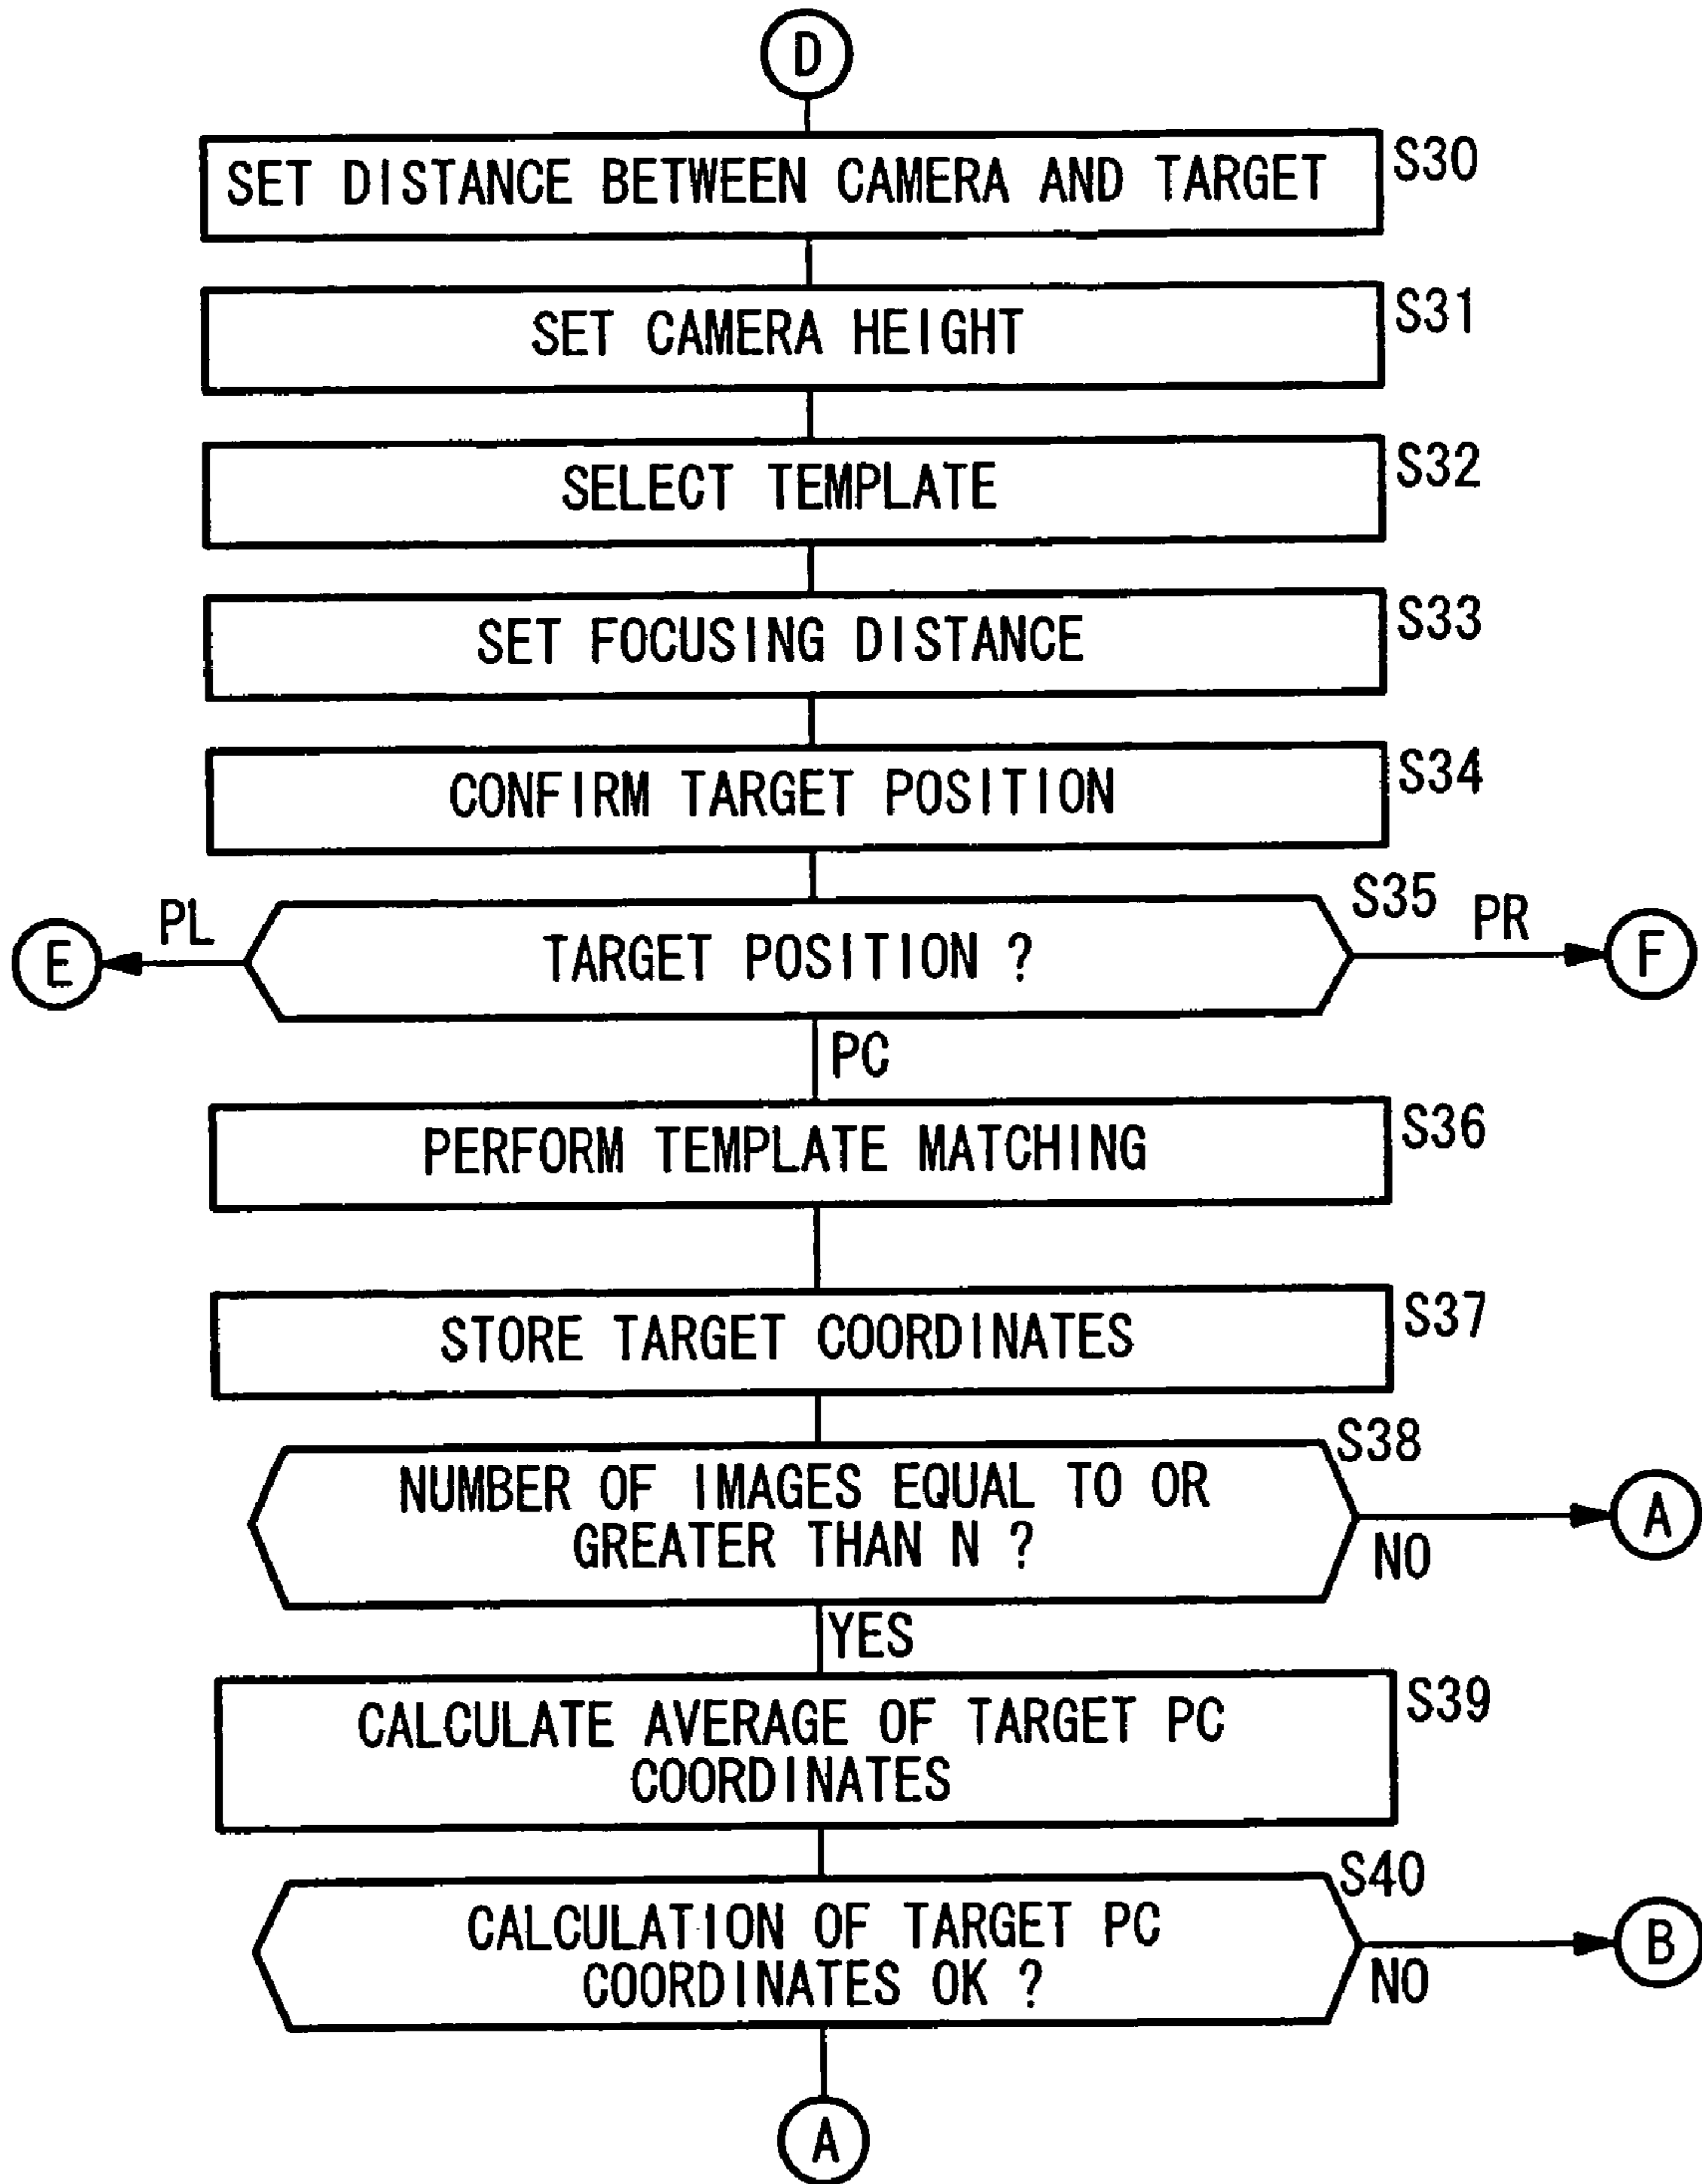 D
SET DISTANCE BETWEEN CAMERA AND TARGET
S30
SET CAMERA HEIGHT
S31
SELECT TEMPLATE
S32
SET FOCUSING DISTANCE
S33
CONFIRM TARGET POSITION
S34
S35
E
PL
TARGET POSITION ?
PR
F
PC
PERFORM TEMPLATE MATCHING
S36
STORE TARGET COORDINATES
S37
S38
NUMBER OF IMAGES EQUAL TO OR
GREATER THAN N ?
NO
A
YES
CALCULATE AVERAGE OF TARGET PC
COORDINATES
S39
S40
CALCULATION OF TARGET PC
COORDINATES OK ?
NO
B
A